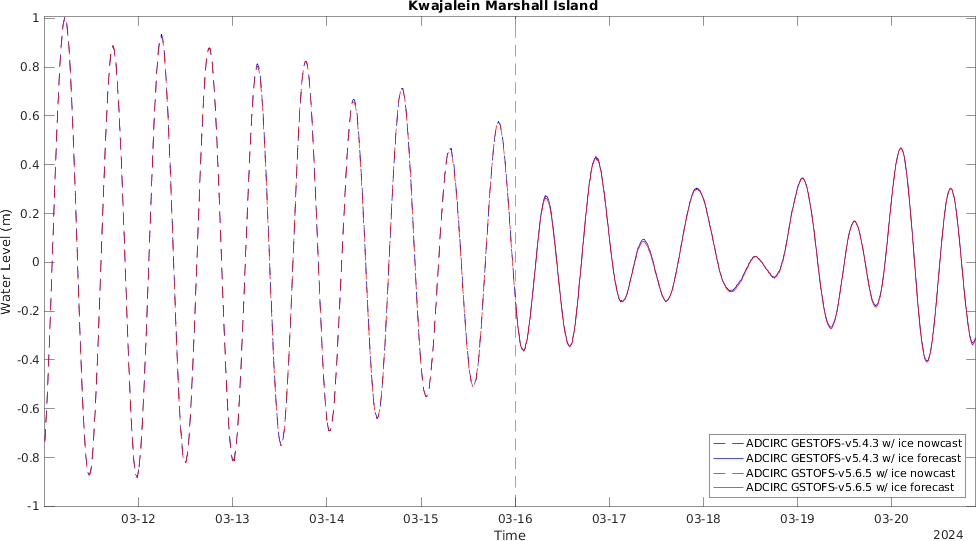 Kwajalein Marshall Island
1
0.8
0.6
0.4
0.2
0
-0.2
-0.4
-0.6
-0.8
-1
Water Level (m)
ADCIRC GESTOFS-v5.4.3 w/ ice nowcast
ADCIRC GESTOFS-v5.4.3 w/ ice forecast
ADCIRC GSTOFS-v5.6.5 w/ ice nowcast
ADCIRC GSTOFS-v5.6.5 w/ ice forecast
03-12 03-13 03-14 03-15 03-16 03-17 03-18 03-19 03-20
Time
2024